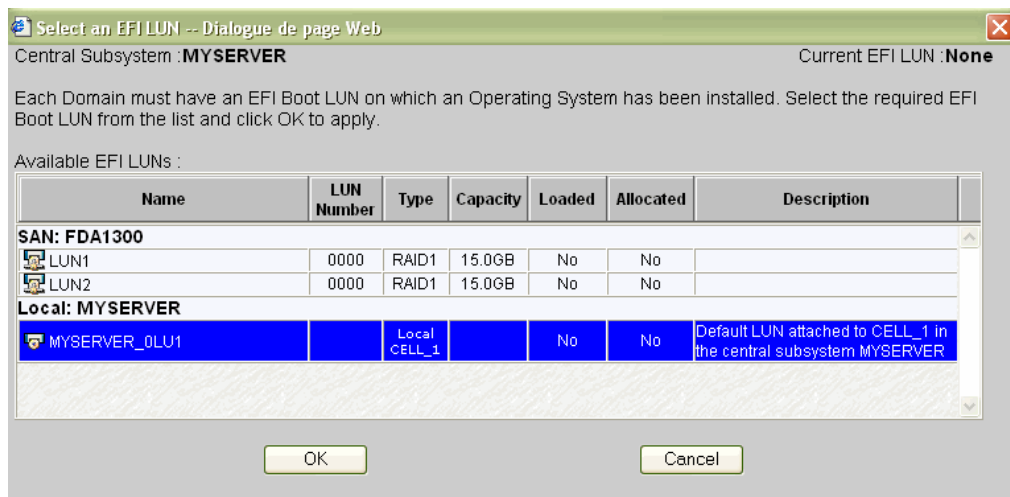 Select an EFI LUN -- Dialogue de page Web
Central Subsystem :MYSERVER Current EFI LUN :None
Each Domain must have an EFI Boot LUN on which an Operating System has been installed. Select the required EFI
Boot LUN from the list and click OK to apply.
Available EFI LUNs :
Name LUN Number Type Capacity Loaded Allocated Description
SAN: FDA1300
LUN1 0000 RAID1 15.0GB No No
LUN2 0000 RAID1 15.0GB No No
Local: MYSERVER
MYSERVER_0LU1 Local CELL_1 No No Default LUN attached to CELL_1 in the central subsystem MYSERVER
OK Cancel